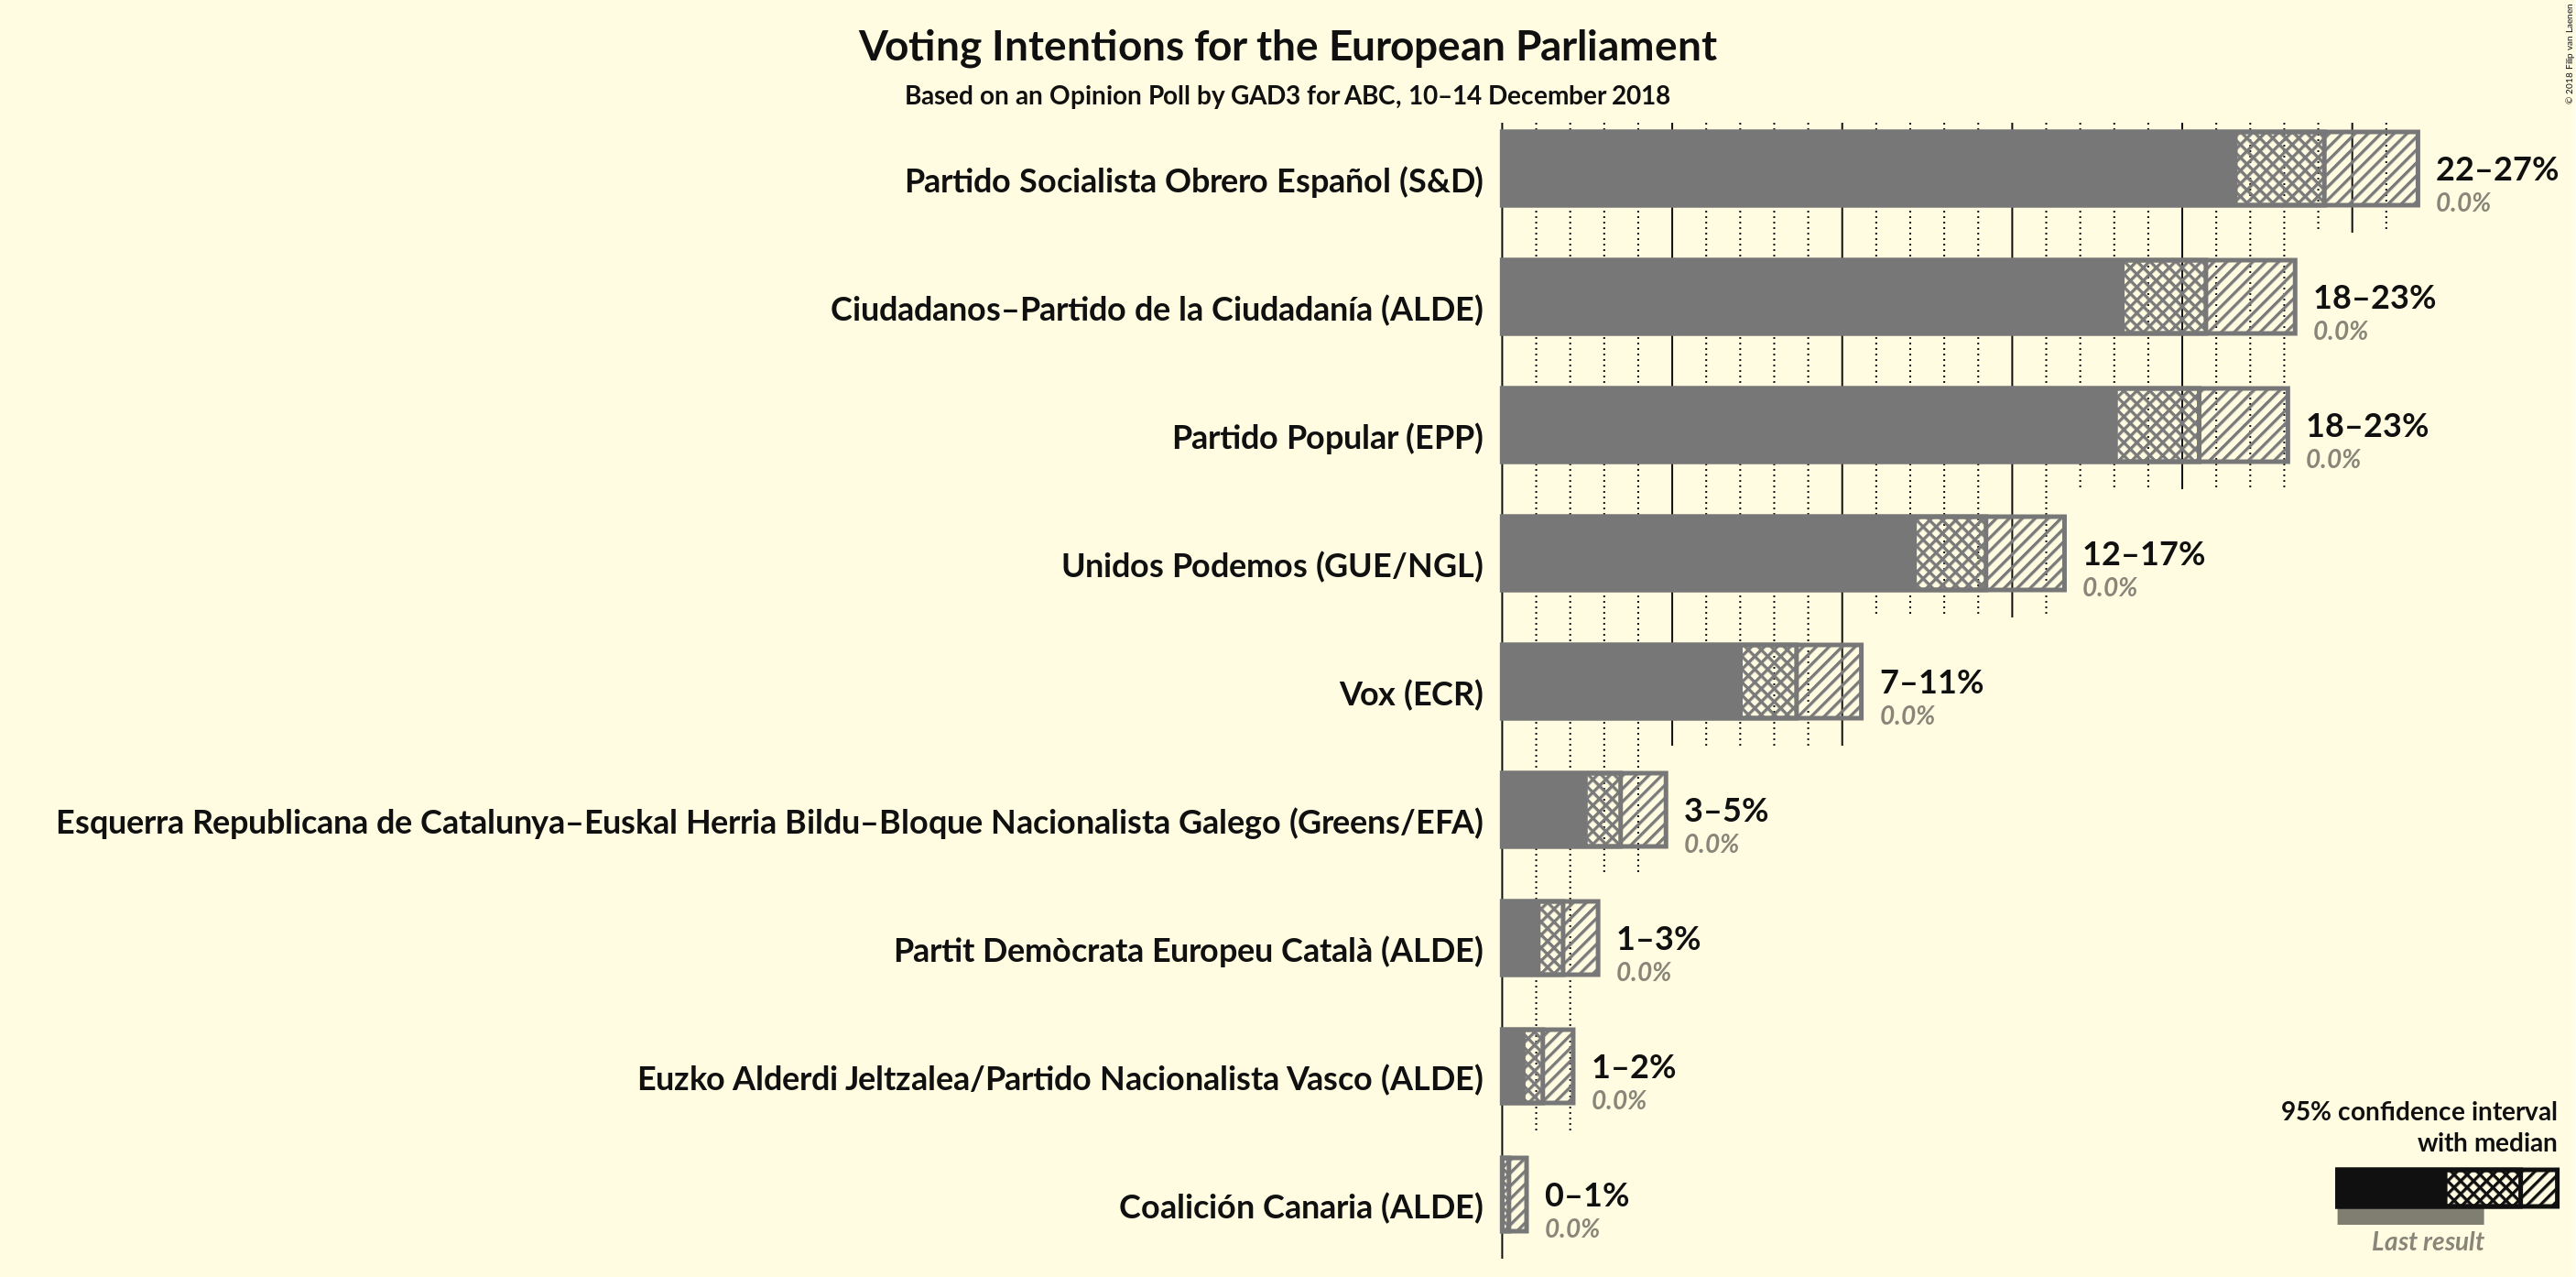 Voting Intentions for the European Parliament
Based on an Opinion Poll by GAD3 for ABC, 10–14 December 2018
© 2018 Filip van Laenen
Partido Socialista Obrero Español (S&D)
22–27%
0.0%
Ciudadanos–Partido de la Ciudadanía (ALDE)
18–23%
0.0%
Partido Popular (EPP)
18–23%
0.0%
Unidos Podemos (GUE/NGL)
12–17%
0.0%
Vox (ECR)
7–11%
0.0%
Esquerra Republicana de Catalunya–Euskal Herria Bildu–Bloque Nacionalista Galego (Greens/EFA)
3–5%
0.0%
Partit Demòcrata Europeu Català (ALDE)
1–3%
0.0%
Euzko Alderdi Jeltzalea/Partido Nacionalista Vasco (ALDE)
1–2%
0.0%
Coalición Canaria (ALDE)
0–1%
0.0%
95% confidence interval
with median
Last result